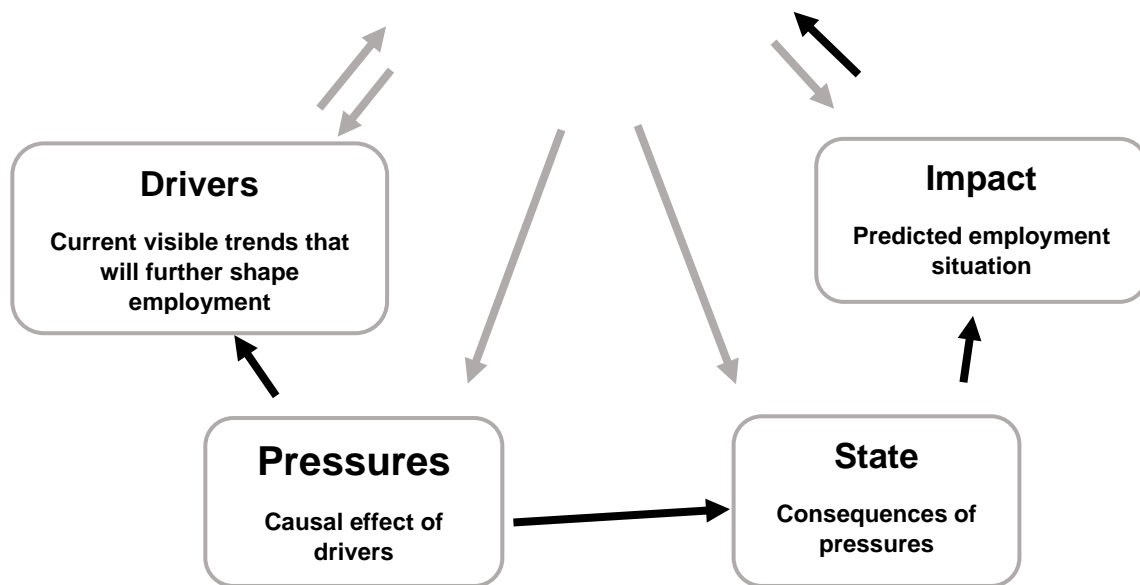 Drivers
Current visible trends that
will further shape
employment
Impact
Predicted employment
situation
Pressures
Causal effect of
drivers
State
Consequences of
pressures